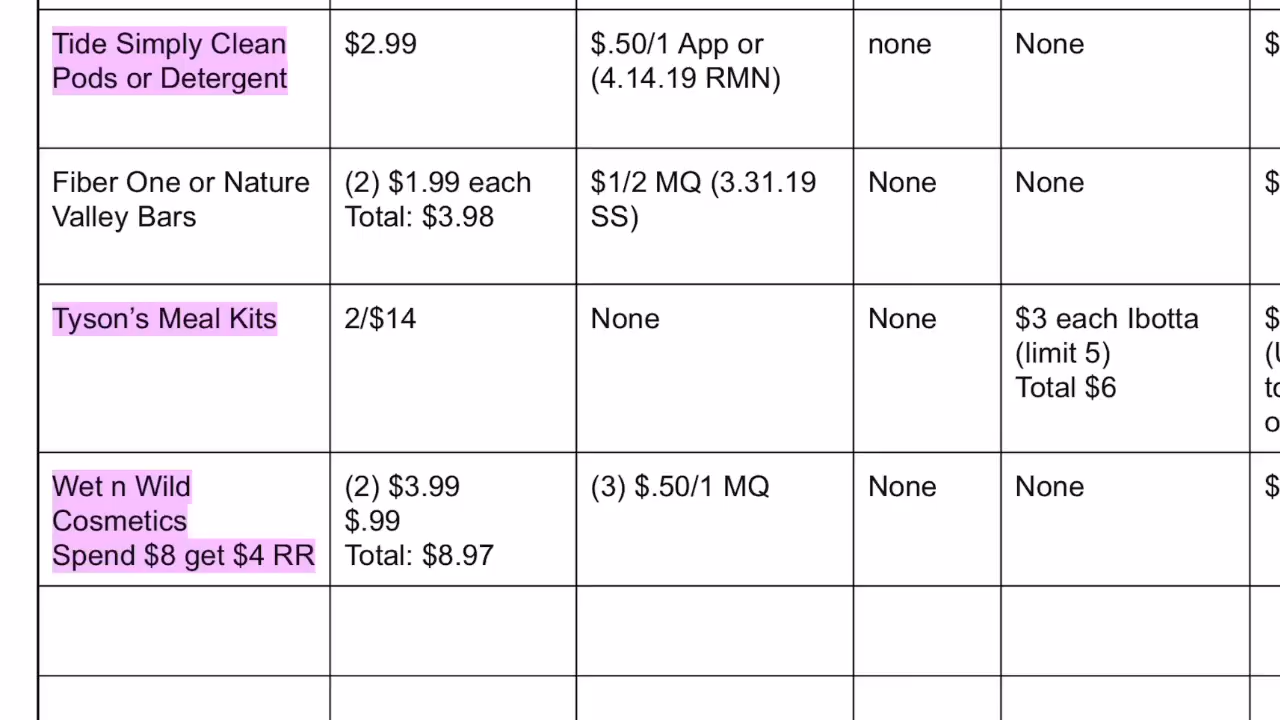 Tide Simply Clean
Pods or Detergent
$2.99
$.50/1 App or
(4.14.19 RMN)
none
None
$
Fiber One or Nature
Valley Bars
(2) $1.99 each
Total: $3.98
$1/2 MQ (3.31.19
SS)
None
None
$
Tyson’s Meal Kits
2/$14
None
None
$3 each Ibotta
(limit 5)
Total $6
$
Wet n Wild
Cosmetics
Spend $8 get $4 RR
(2) $3.99
$.99
Total: $8.97
(3) $.50/1 MQ
None
None
$